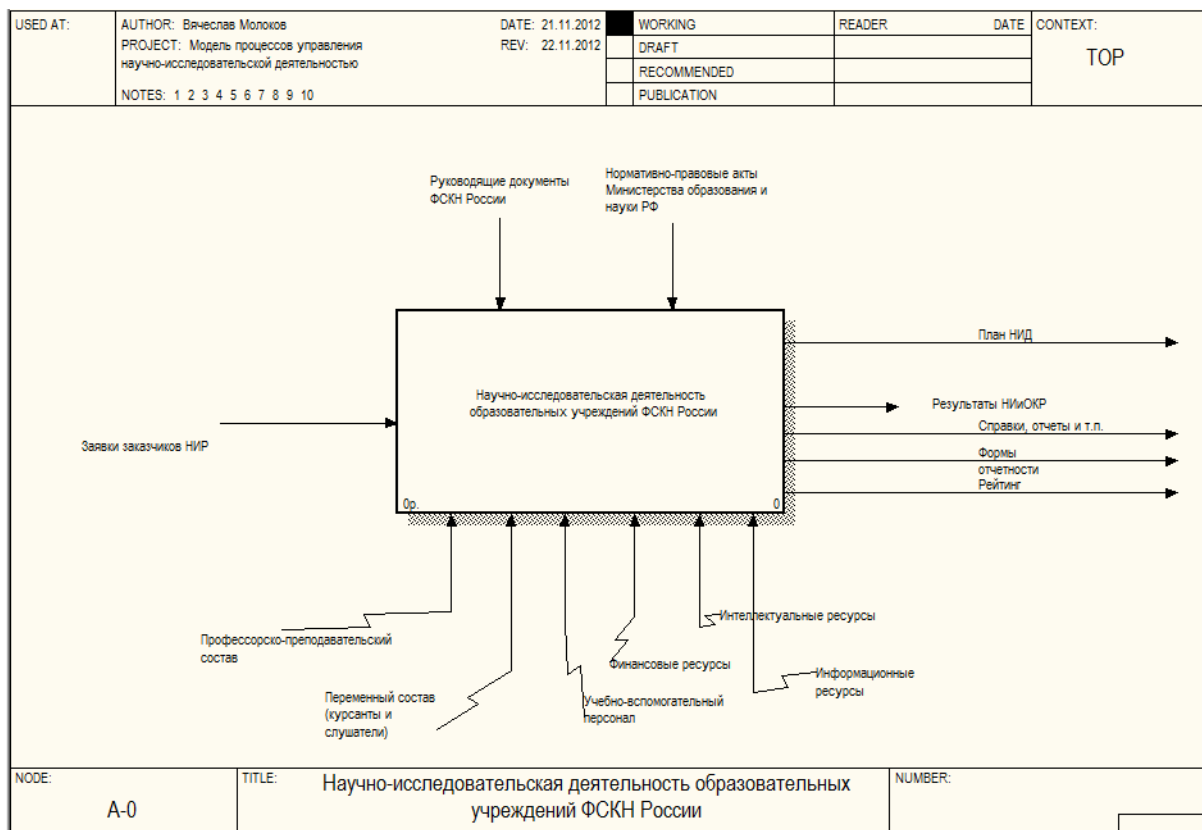 USED AT:
AUTHOR: Вячеслав Молоков
DATE: 21.11.2012
PROJECT: Модель процессов управления
научно-исследовательской деятельностью
REV: 22.11.2012
NOTES: 1 2 3 4 5 6 7 8 9 10
WORKING
DRAFT
RECOMMENDED
PUBLICATION
READER
DATE
CONTEXT:
TOP
Руководящие документы
ФСКН России
Нормативно-правовые акты
Министерства образования и
науки РФ
Заявки заказчиков НИР
Научно-исследовательская деятельность
образовательных учреждений ФСКН России
0р.
0
План НИД
Результаты НИиОКР
Справки, отчеты и т.п.
Формы
отчетности
Рейтинг
Профессорско-преподавательский
состав
Переменный состав
(курсанты и
слушатели)
Учебно-вспомогательный
персонал
Финансовые ресурсы
Интеллектуальные ресурсы
Информационные
ресурсы
NODE:
A-0
TITLE:
Научно-исследовательская деятельность образовательных
учреждений ФСКН России
NUMBER: